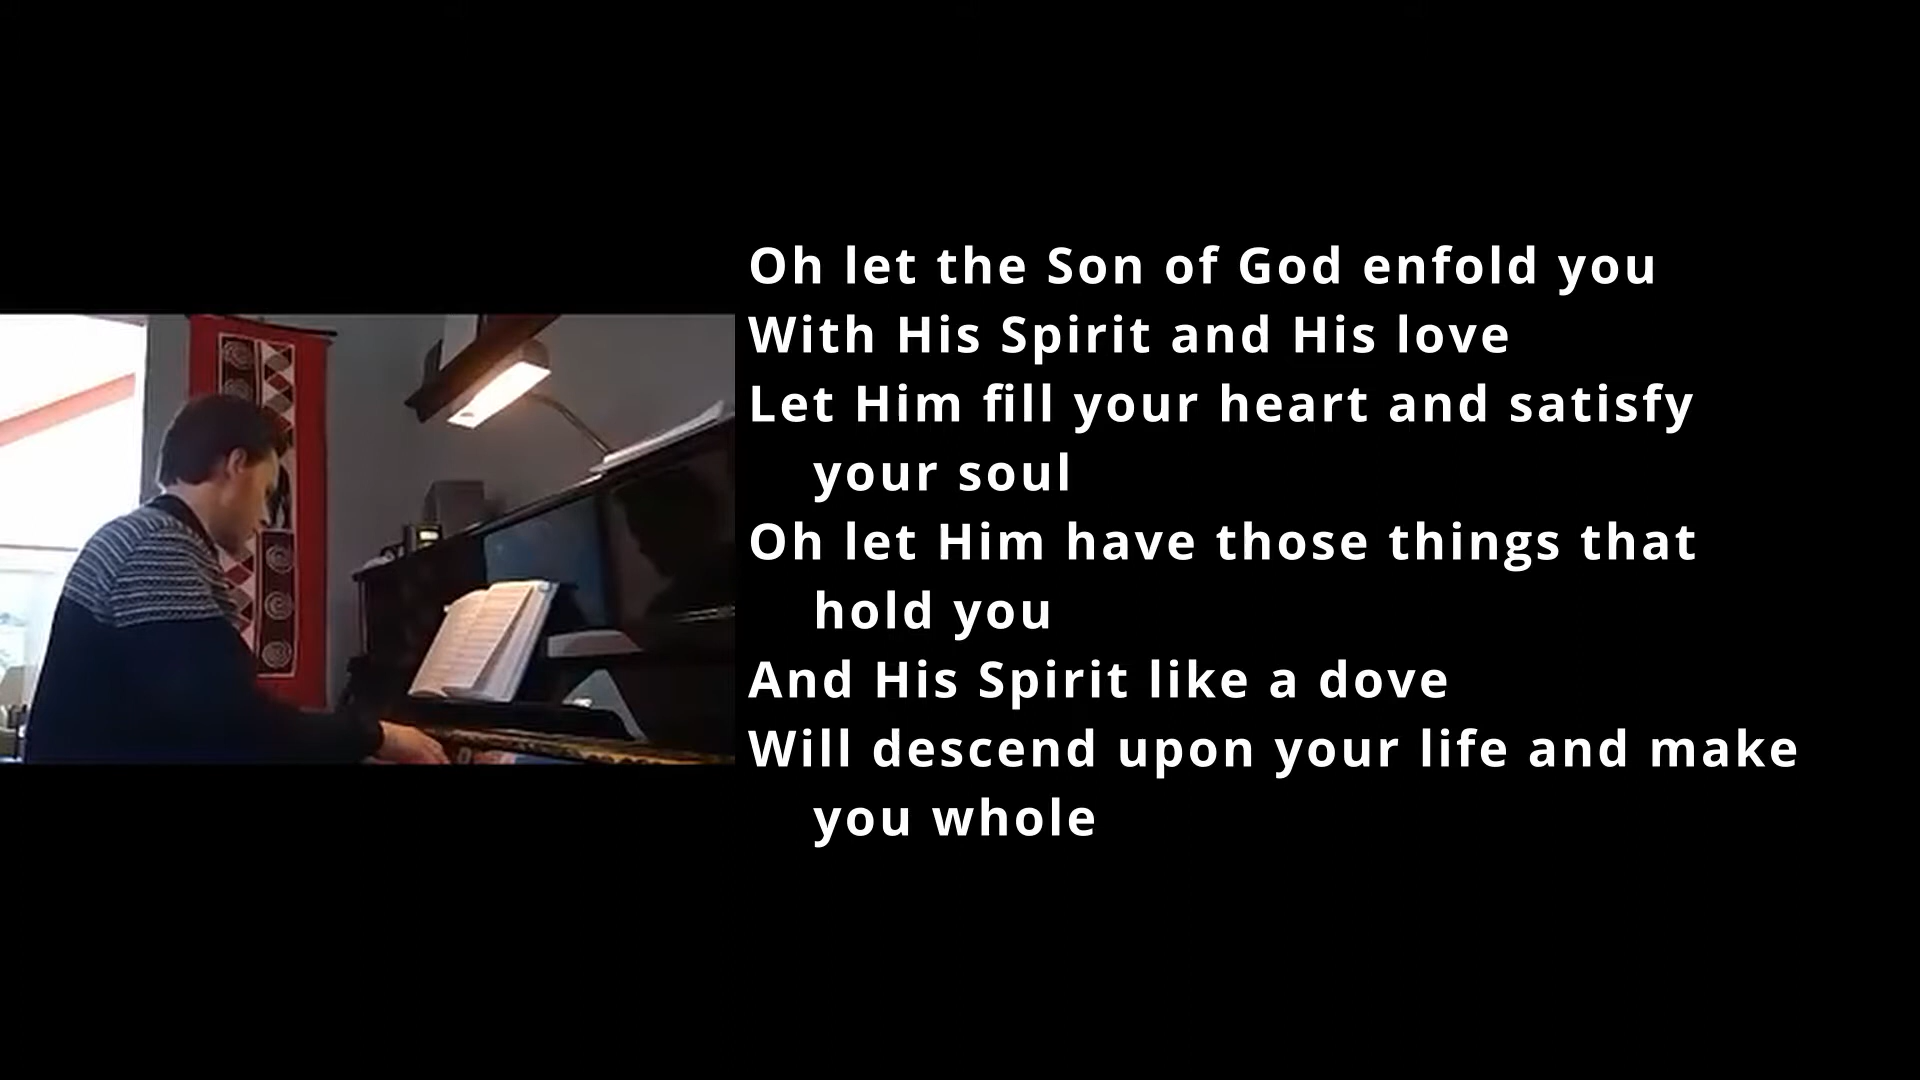 Oh let the Son of God enfold you
With His Spirit and His love
Let Him fill your heart and satisfy
your soul
Oh let Him have those things that
hold you
And His Spirit like a dove
Will descend upon your life and make
you whole